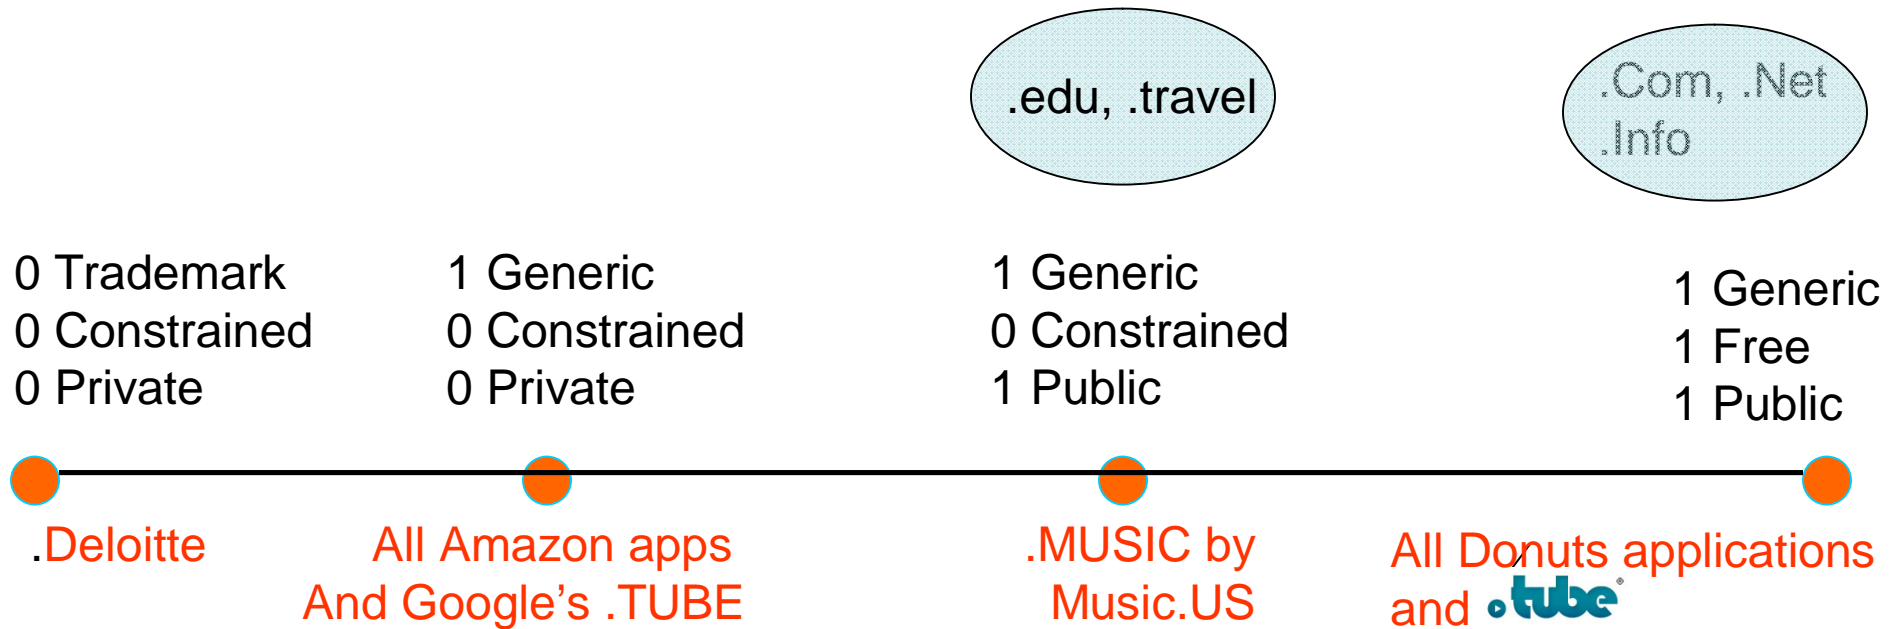 .edu, .travel
.Com, .Net
.Info
0 Trademark
0 Constrained
0 Private
1 Generic
0 Constrained
0 Private
1 Generic
0 Constrained
1 Public
1 Generic
1 Free
1 Public
.Deloitte
All Amazon apps
And Google's .TUBE
.MUSIC by
Music.US
All Donuts applications
and .tube®